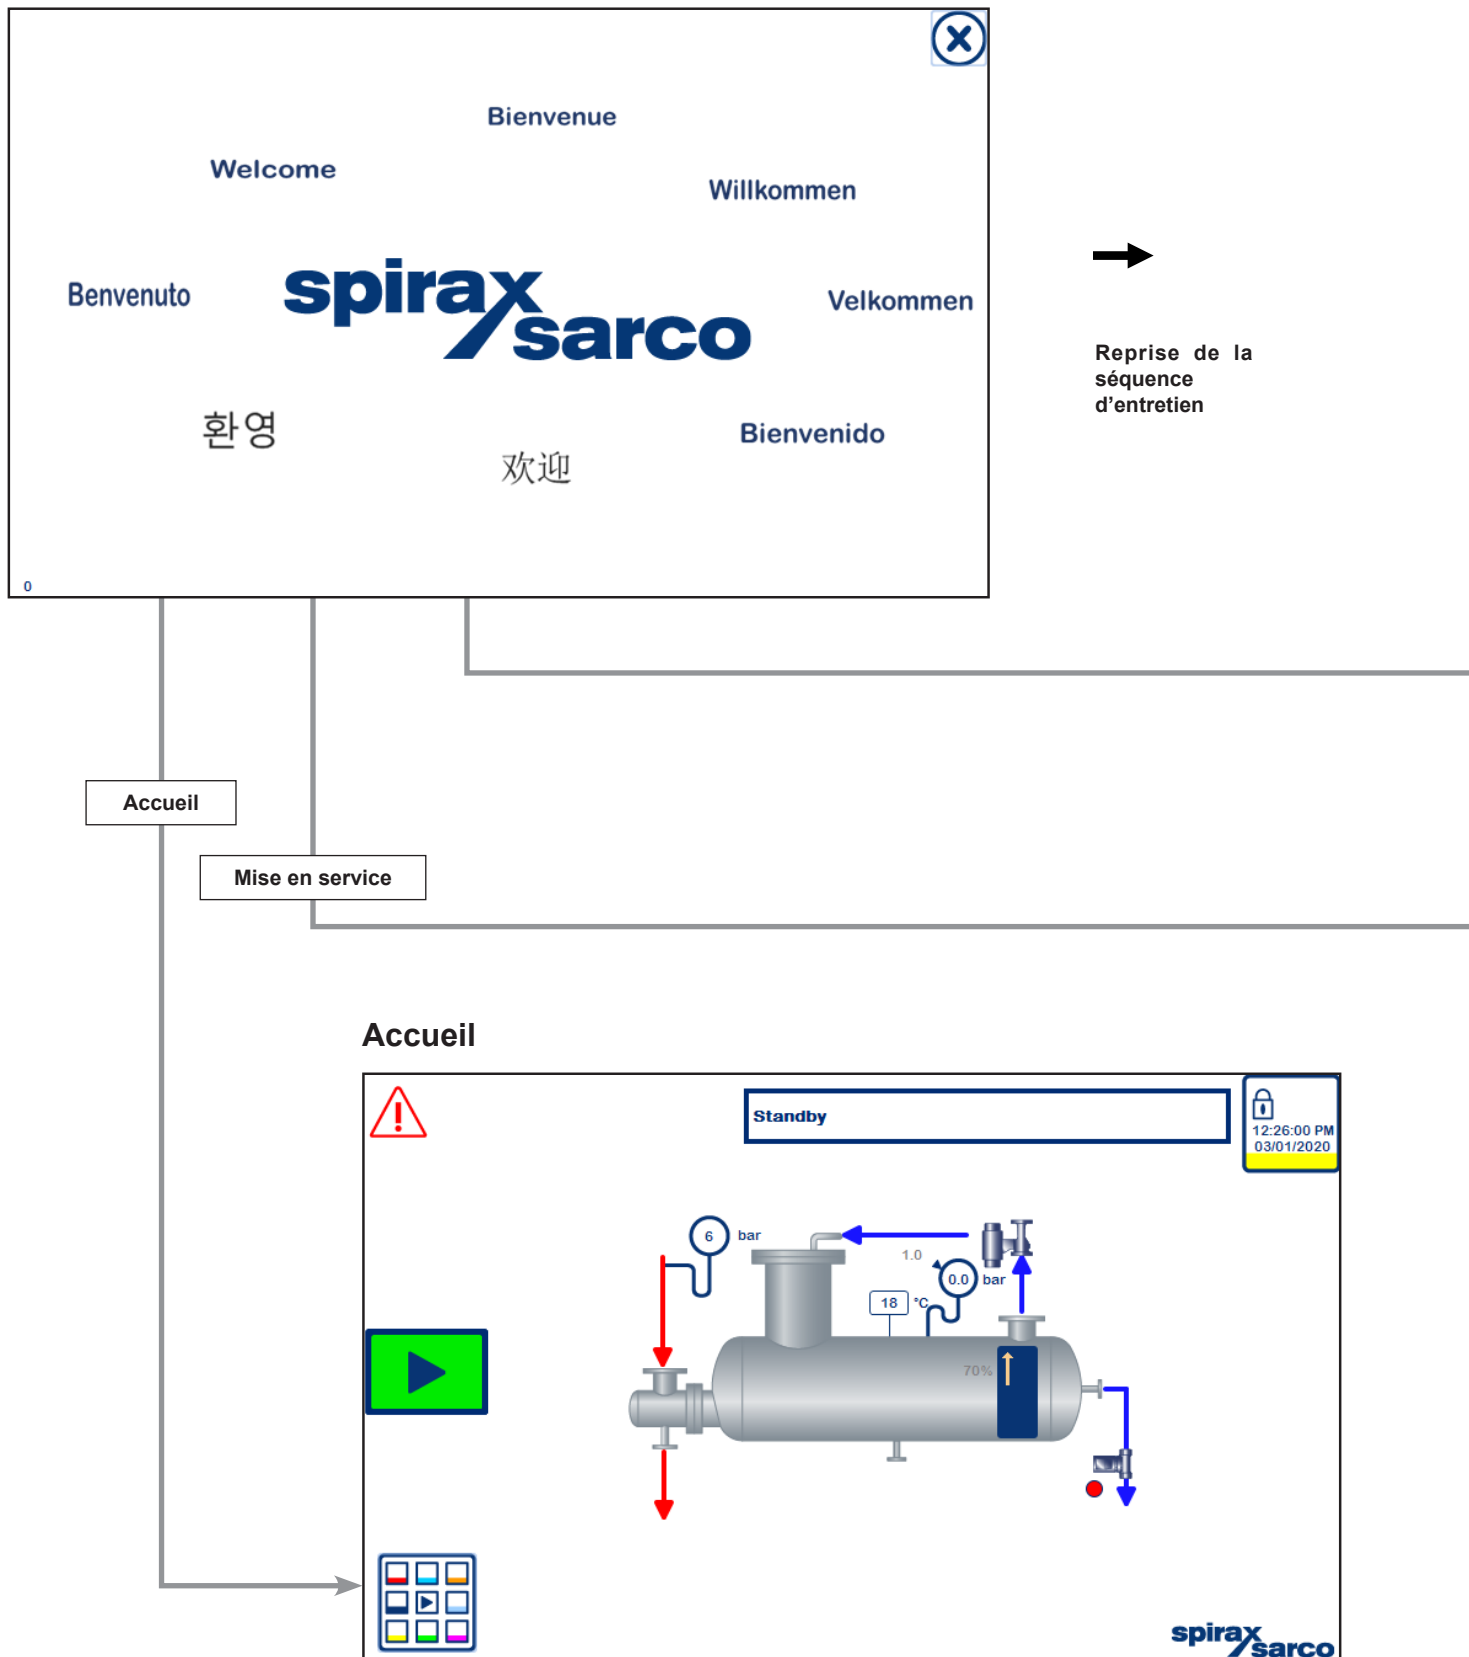 Bienvenue
Welcome
Willkommen
Benvenuto
spirax
sarco
Velkommen
환영
欢迎
Bienvenido
0
Reprise de la
séquence
d'entretien
Accueil
Mise en service
Accueil
Standby
12:26:00 PM
03/01/2020
6 bar
1.0
0.0 bar
18 °C
70%
spirax
sarco